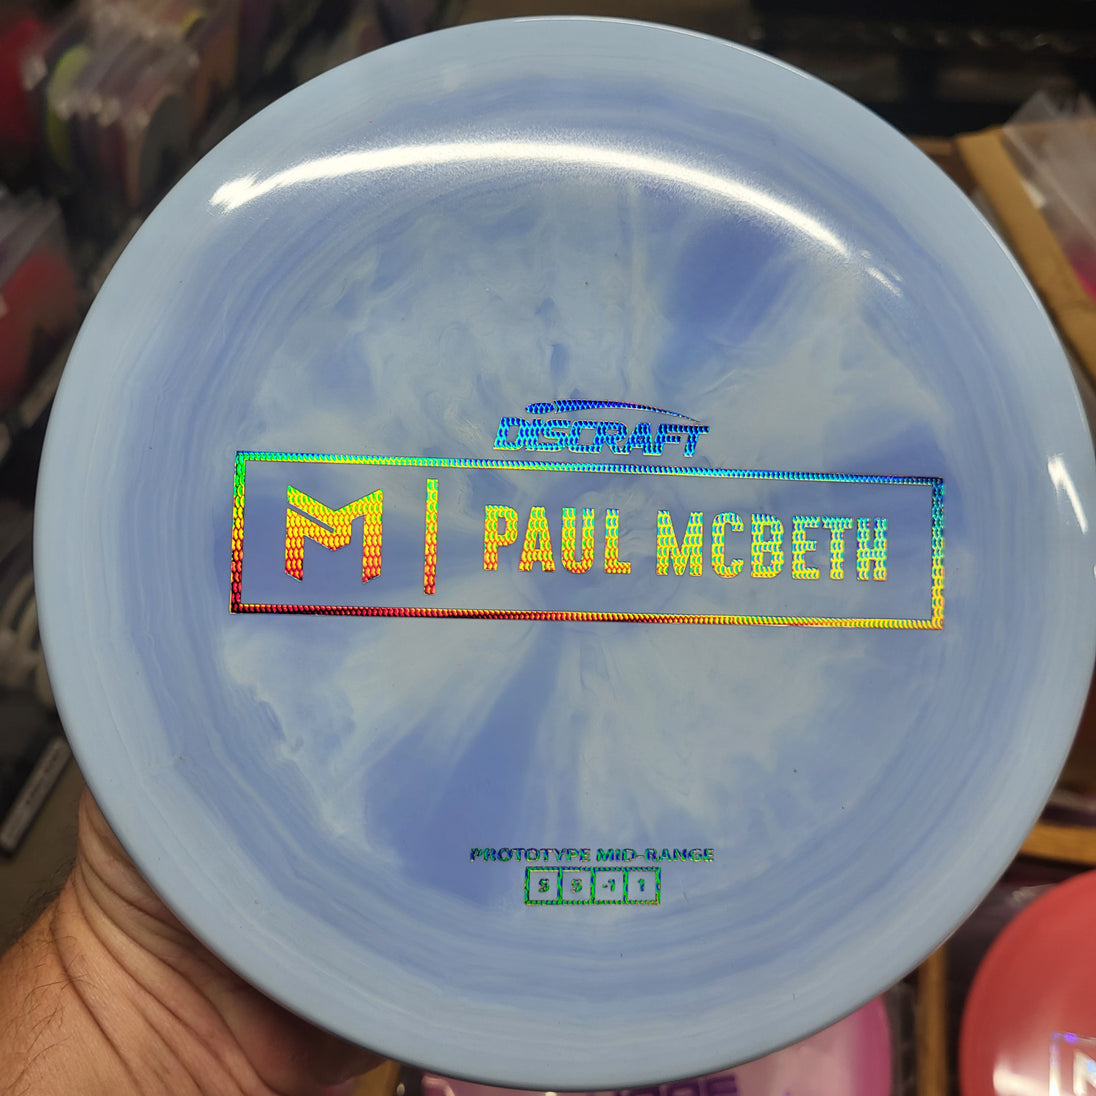 DISCRAFT
M | PAUL MCBETH
PROTOTYPE MID-RANGE
5 5 -1 1